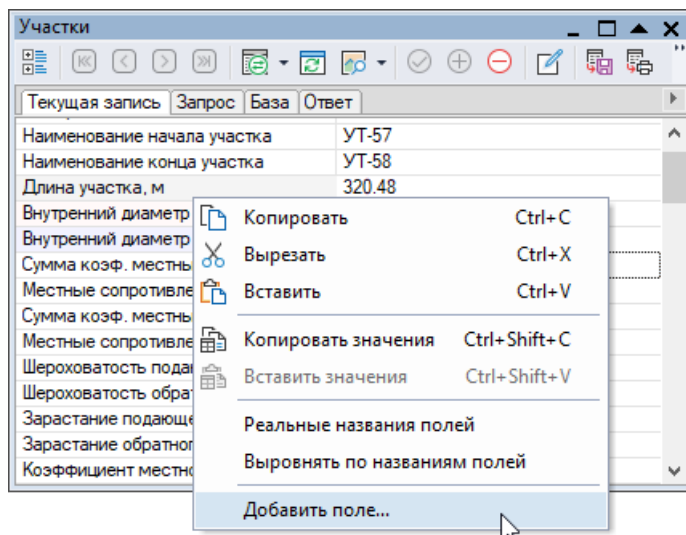 Участки
Текущая запись Запрос База Ответ
Наименование начала участка УТ-57
Наименование конца участка УТ-58
Длина участка, м 320.48
Внутренний диаметр
Внутренний диаметр
Сумма коэф. местны
Местные сопротивле
Сумма коэф. местны
Местные сопротивле
Шероховатость пода
Шероховатость обра
Зарастание подающе
Зарастание обратног
Коэффициент местно
Копировать Ctrl+C
Вырезать Ctrl+X
Вставить Ctrl+V
Копировать значения Ctrl+Shift+C
Вставить значения Ctrl+Shift+V
Реальные названия полей
Выровнять по названиям полей
Добавить поле...